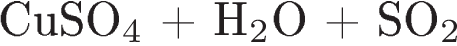 CuSO₄ + H₂O + SO₂